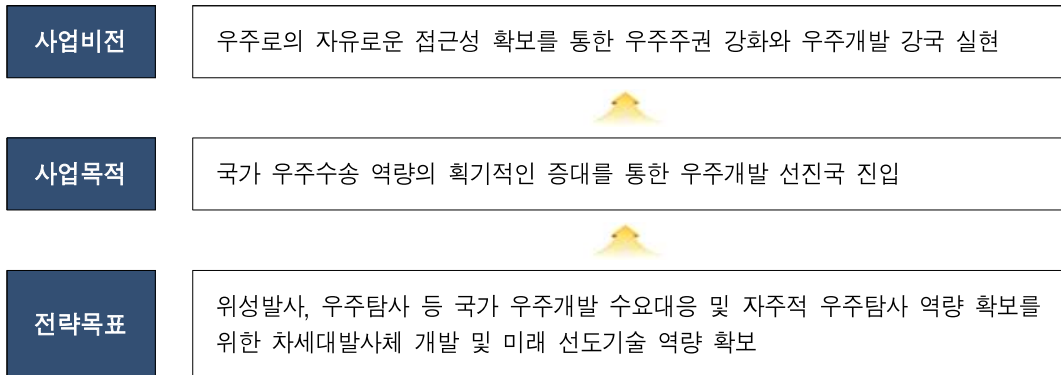 사업비전
우주로의 자유로운 접근성 확보를 통한 우주주권 강화와 우주개발 강국 실현
사업목적
국가 우주수송 역량의 획기적인 증대를 통한 우주개발 선진국 진입
전략목표
위성발사, 우주탐사 등 국가 우주개발 수요대응 및 자주적 우주탐사 역량 확보를
위한 차세대발사체 개발 및 미래 선도기술 역량 확보